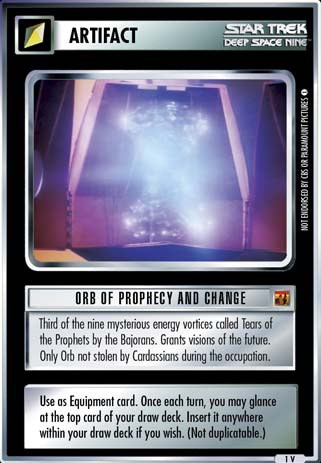 ARTIFACT
STAR TREK
DEEP SPACE NINE™
NOT ENDORSED BY CBS OR PARAMOUNT PICTURES
ORB OF PROPHECY AND CHANGE
Third of the nine mysterious energy vortices called Tears of
the Prophets by the Bajorans. Grants visions of the future.
Only Orb not stolen by Cardassians during the occupation.
Use as Equipment card. Once each turn, you may glance
at the top card of your draw deck. Insert it anywhere
within your draw deck if you wish. (Not duplicatable.)
1 V